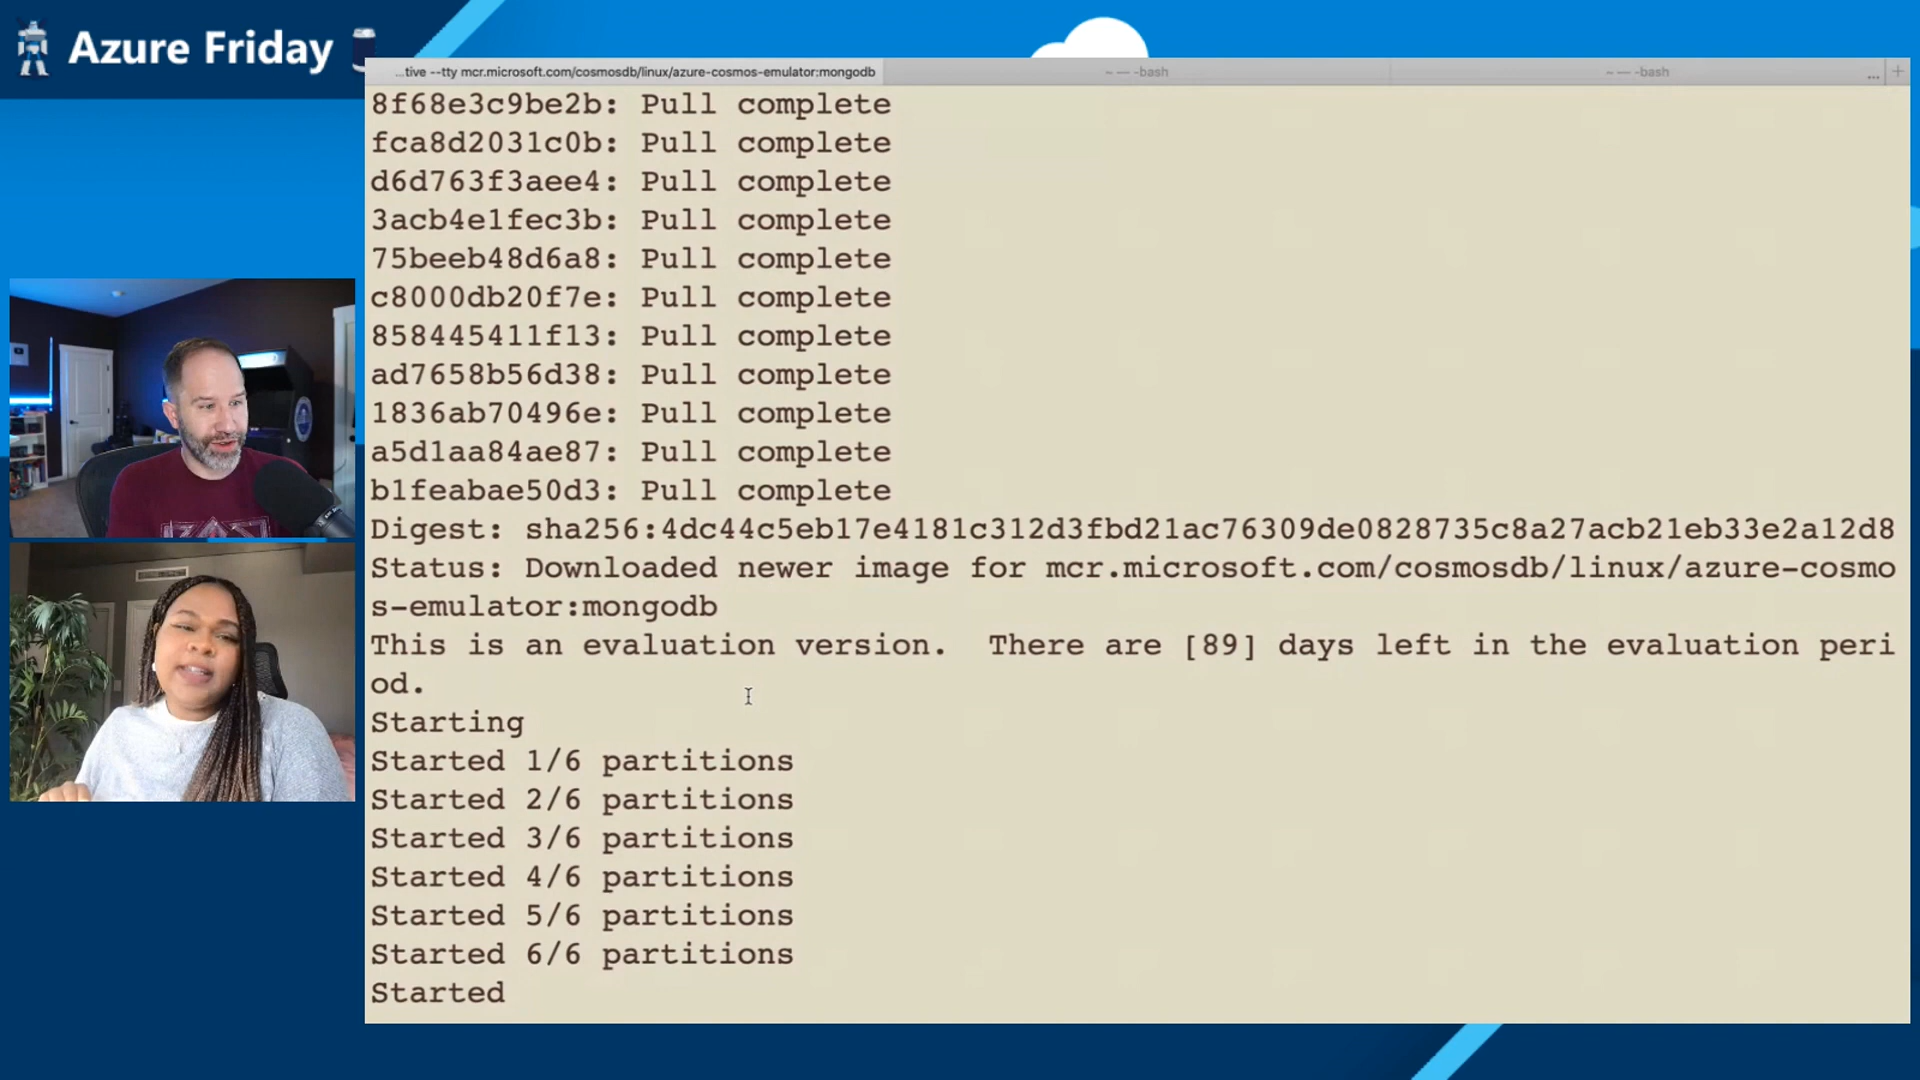 Azure Friday
...tive --tty mcr.microsoft.com/cosmosdb/linux/azure-cosmos-emulator:mongodb
~ — -bash
~ — -bash
... +
8f68e3c9be2b: Pull complete
fca8d2031c0b: Pull complete
d6d763f3aee4: Pull complete
3acb4e1fec3b: Pull complete
75beeb48d6a8: Pull complete
c8000db20f7e: Pull complete
858445411f13: Pull complete
ad7658b56d38: Pull complete
1836ab70496e: Pull complete
a5d1aa84ae87: Pull complete
b1feabae50d3: Pull complete
Digest: sha256:4dc44c5eb17e4181c312d3fbd21ac76309de0828735c8a27acb21eb33e2a12d8
Status: Downloaded newer image for mcr.microsoft.com/cosmosdb/linux/azure-cosmo
s-emulator:mongodb
This is an evaluation version.  There are [89] days left in the evaluation peri
od.
Starting
Started 1/6 partitions
Started 2/6 partitions
Started 3/6 partitions
Started 4/6 partitions
Started 5/6 partitions
Started 6/6 partitions
Started